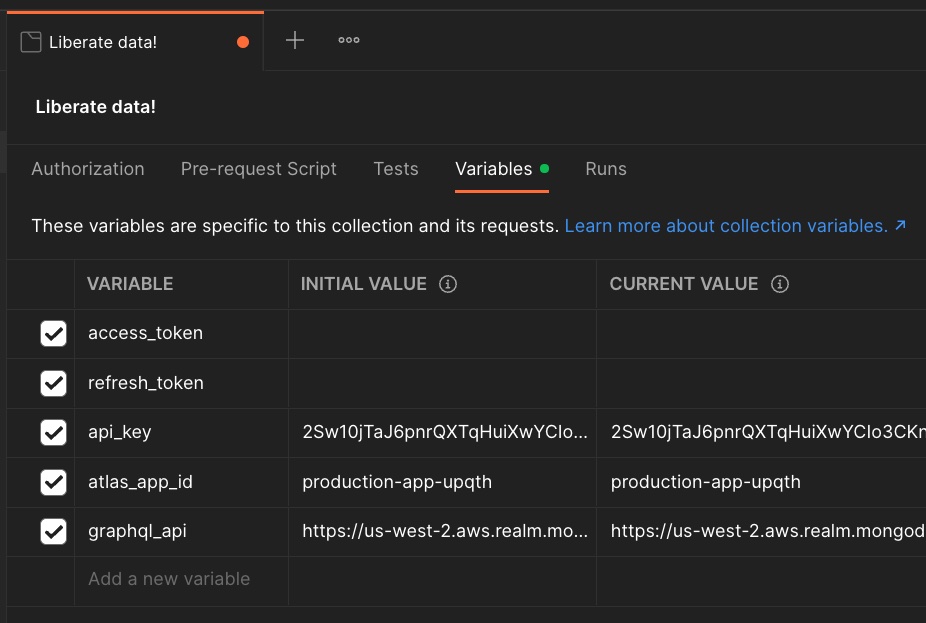 Liberate data!
Liberate data!
Authorization Pre-request Script Tests Variables Runs
These variables are specific to this collection and its requests. Learn more about collection variables. ↗
VARIABLE INITIAL VALUE CURRENT VALUE
access_token
refresh_token
api_key 2Sw10jTaJ6pnrQXTqHuiXwYClo... 2Sw10jTaJ6pnrQXTqHuiXwYClo3CKn
atlas_app_id production-app-upqth production-app-upqth
graphql_api https://us-west-2.aws.realm.mo... https://us-west-2.aws.realm.mongod
Add a new variable